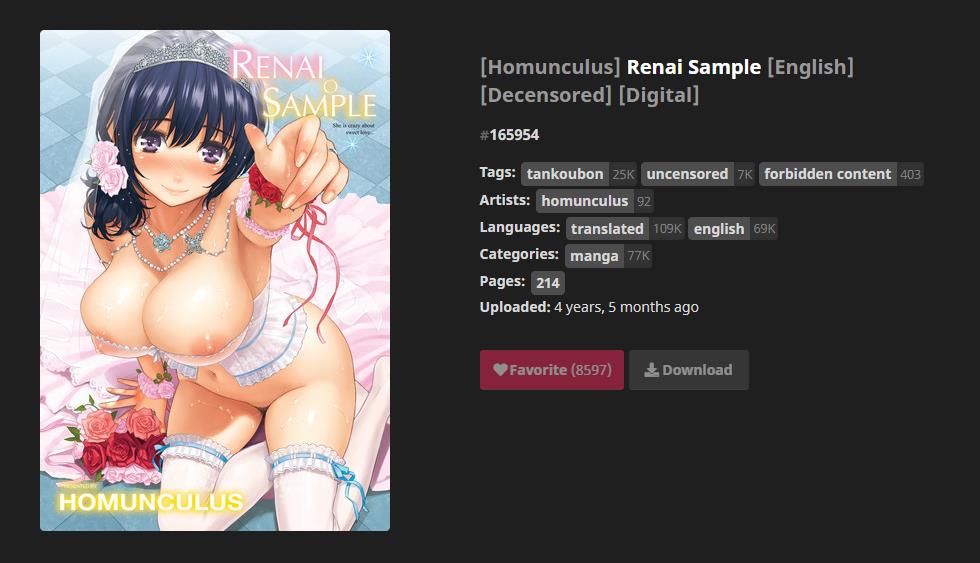 RENAI
SAMPLE
She is crazy about
sweet love...
PRESENTED BY
HOMUNCULUS
[Homunculus] Renai Sample [English]
[Decensored] [Digital]
#165954
Tags: tankoubon 25K uncensored 7K forbidden content 403
Artists: homunculus 92
Languages: translated 109K english 69K
Categories: manga 77K
Pages: 214
Uploaded: 4 years, 5 months ago
Favorite (8597) Download